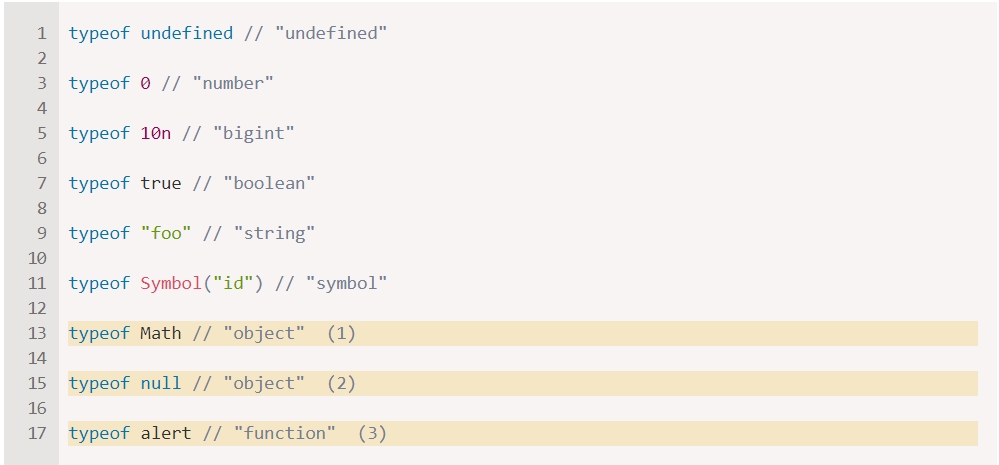 1 typeof undefined // "undefined"
2
3 typeof 0 // "number"
4
5 typeof 10n // "bigint"
6
7 typeof true // "boolean"
8
9 typeof "foo" // "string"
10
11 typeof Symbol("id") // "symbol"
12
13 typeof Math // "object"  (1)
14
15 typeof null // "object"  (2)
16
17 typeof alert // "function"  (3)